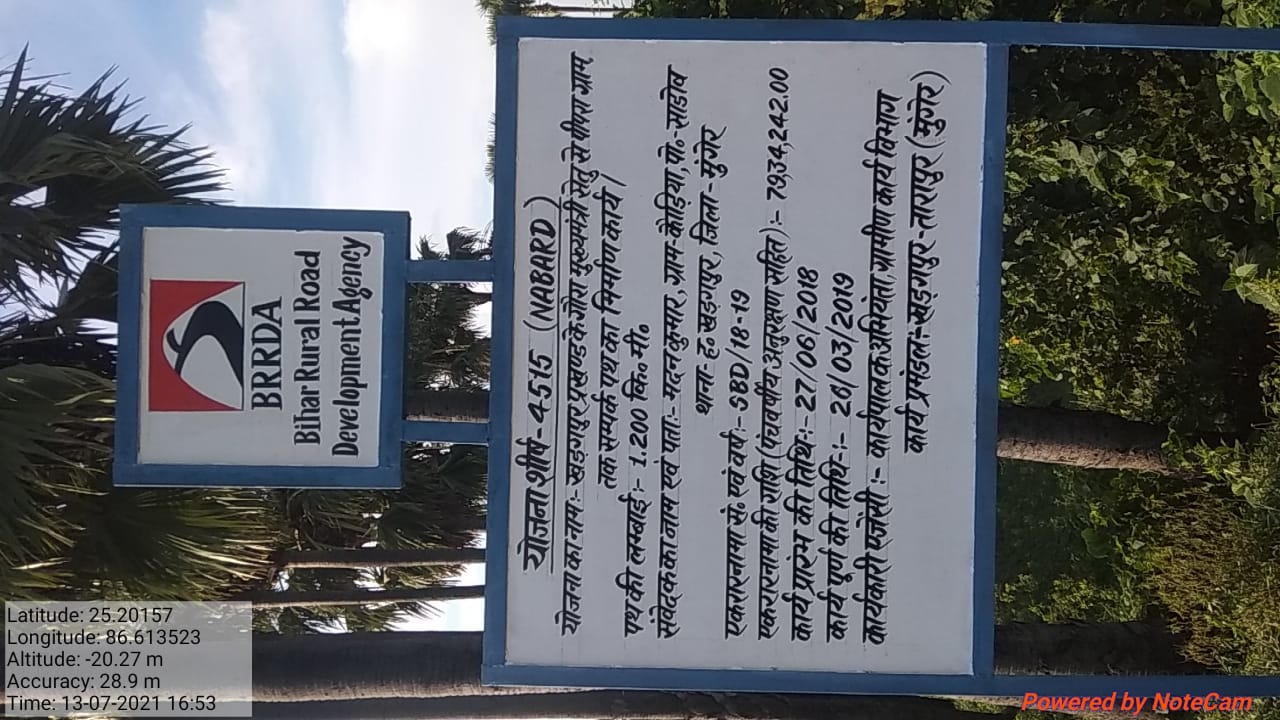 BRRDA
Bihar Rural Road
Development Agency
योजना शीर्ष-4515 (NABARD)
योजना का नामः- खड़गपुर प्रखण्ड के गौरा मुख्यमंत्री सेतु से पीपरा ग्राम
तक सम्पर्क पथ का निर्माण कार्य /
पथ की लम्बाई :- 1.200 कि० मी०
संवेदक का नाम एवं पता:- मदन कुमार, ग्राम-कोड़िया, पो०-साडोव
थाना- ह० खड़गपुर, जिला- मुंगेर
एकरारनामा सं० एवं वर्ष:- SBD/18-19
एकरारनामा की राशि (पंचवर्षीय अनुरक्षण सहित) :- 79,34,242.00
कार्य प्रारंभ की तिथि:- 27/06/2018
कार्य पूर्ण की तिथि :- 26/03/2019
कार्यकारी एजेंसी :- कार्यपालक अभियंता ग्रामीण कार्य विभाग
कार्य प्रमंडल:-खड़गपुर-तारापुर (मुंगेर)
Latitude: 25.20157
Longitude: 86.613523
Altitude: -20.27 m
Accuracy: 28.9 m
Time: 13-07-2021 16:53
Powered by NoteCam